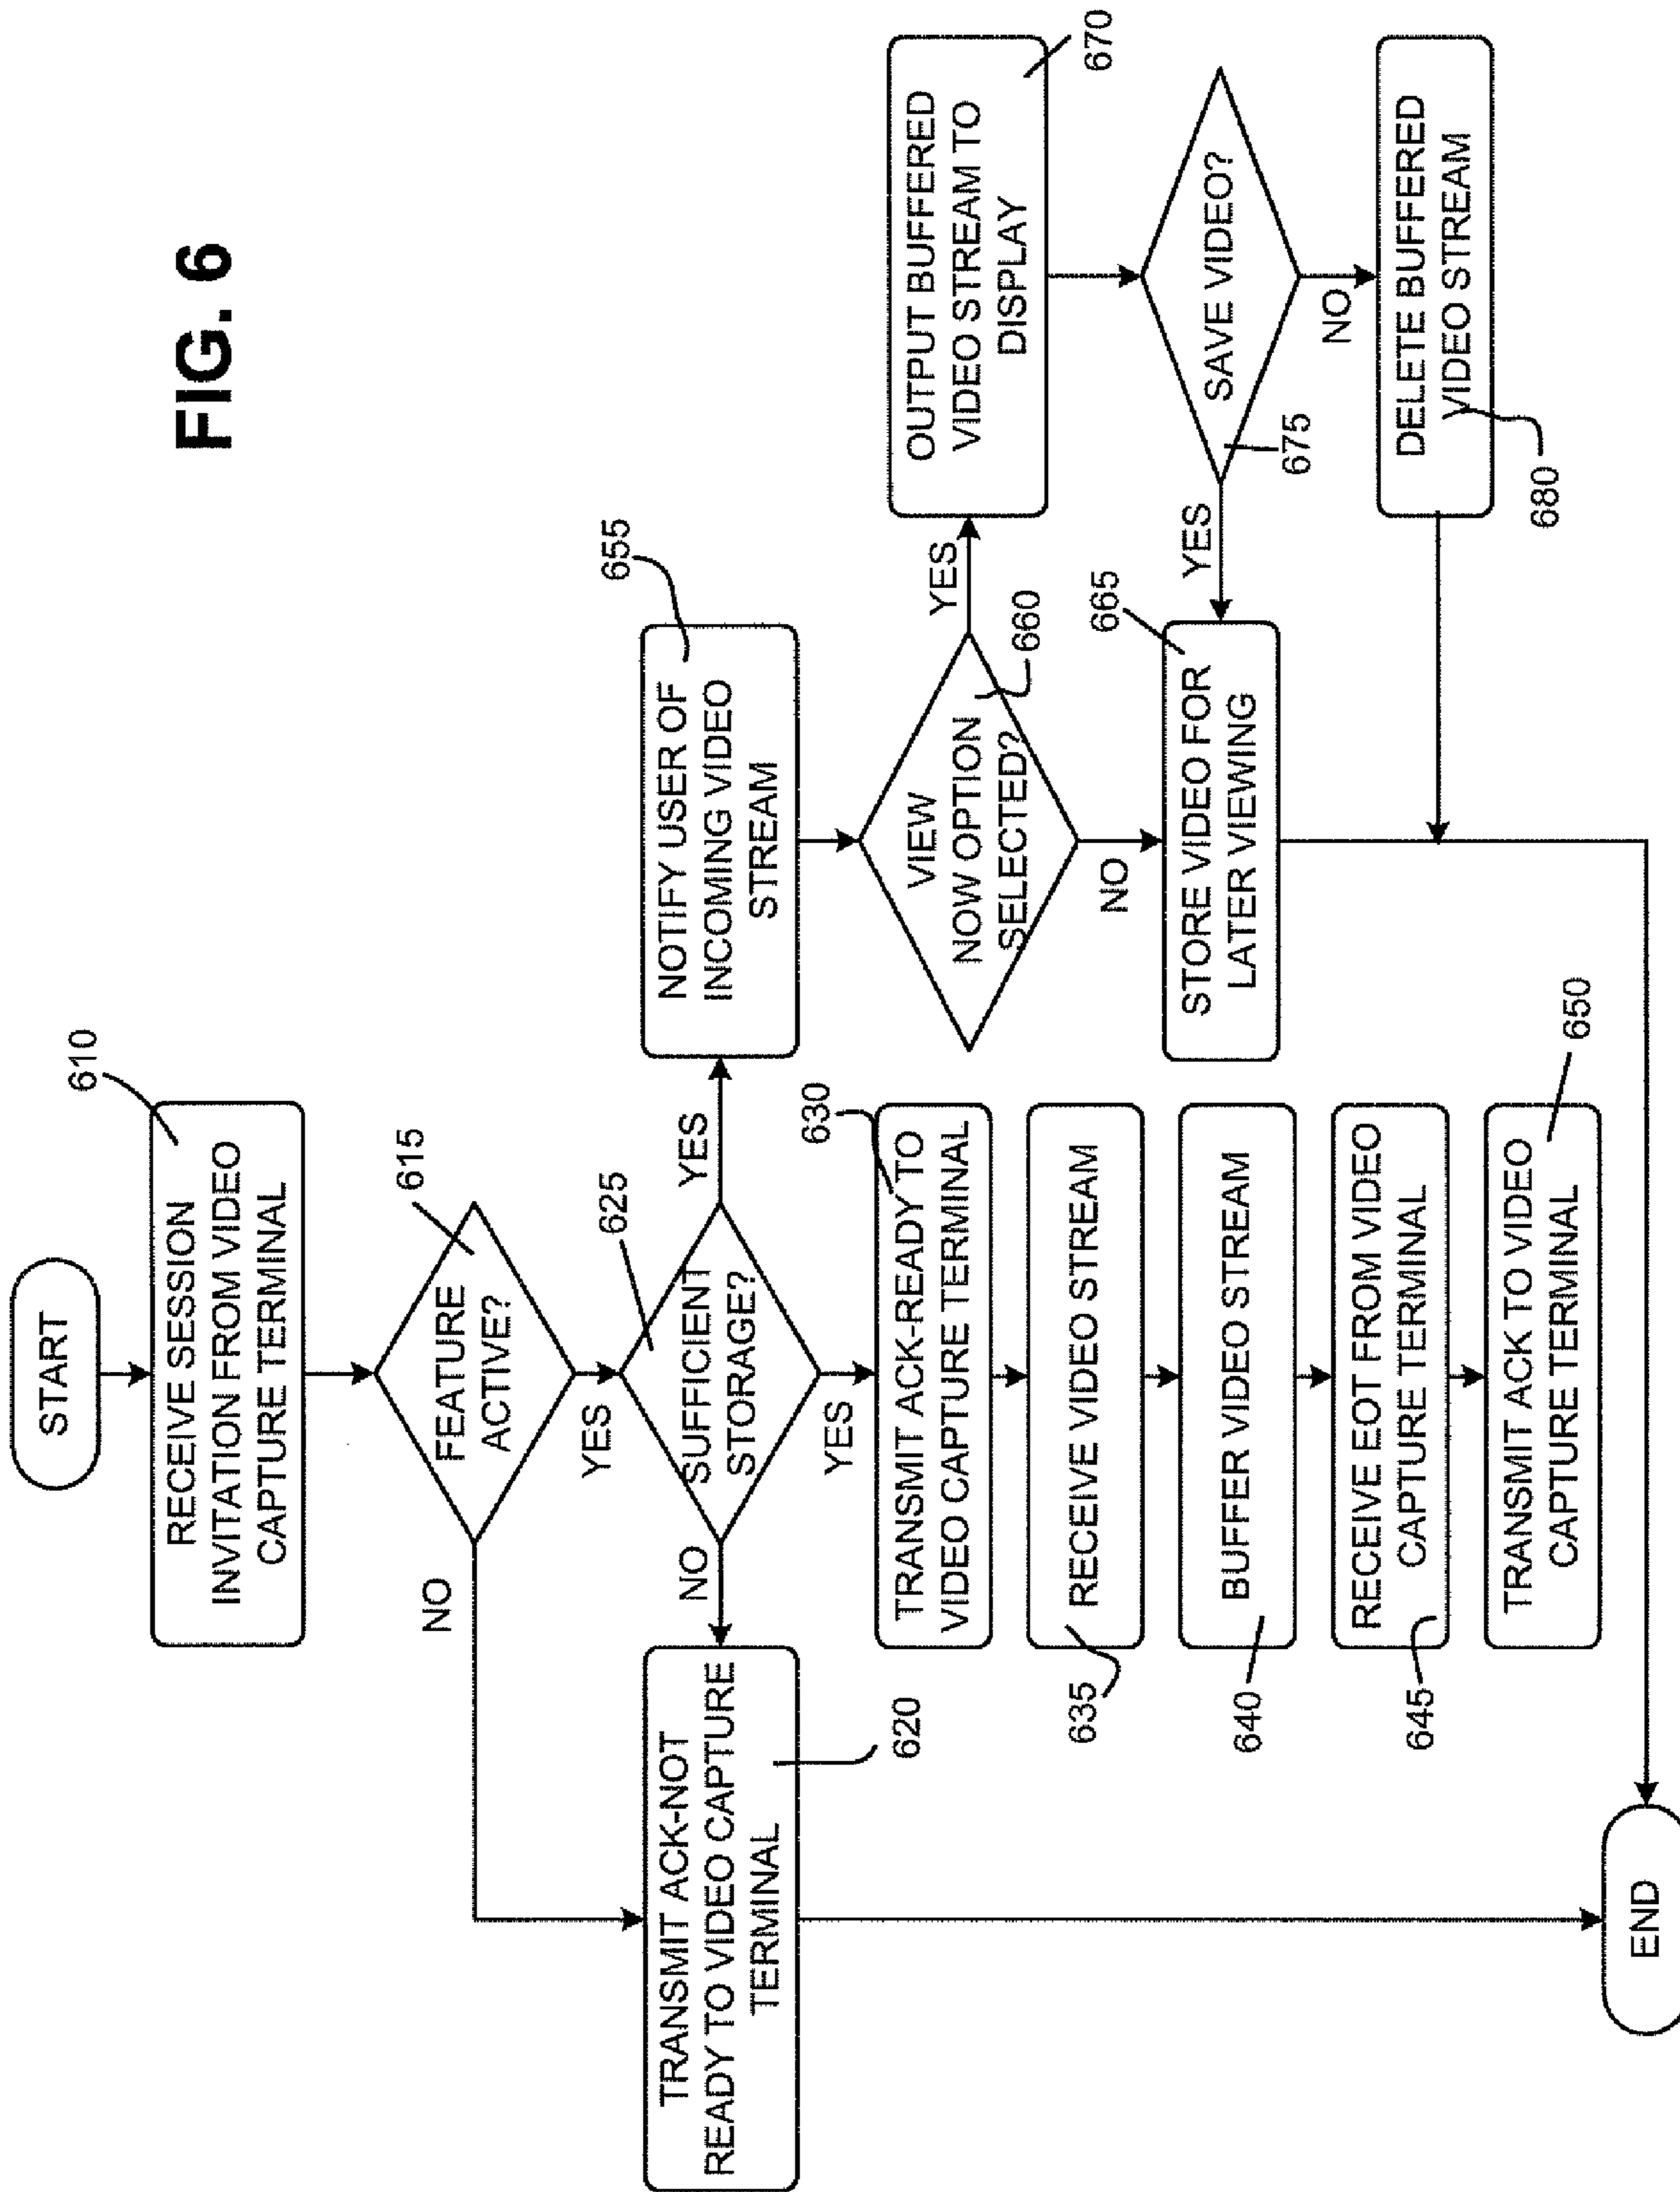 FIG. 6
START
610
RECEIVE SESSION
INVITATION FROM VIDEO
CAPTURE TERMINAL
615
FEATURE
ACTIVE?
NO
YES
625
SUFFICIENT
STORAGE?
NO
YES
YES
TRANSMIT ACK-NOT
READY TO VIDEO CAPTURE
TERMINAL
620
630
TRANSMIT ACK-READY TO
VIDEO CAPTURE TERMINAL
RECEIVE VIDEO STREAM
635
BUFFER VIDEO STREAM
640
RECEIVE EOT FROM VIDEO
CAPTURE TERMINAL
645
TRANSMIT ACK TO VIDEO
CAPTURE TERMINAL
650
655
NOTIFY USER OF
INCOMING VIDEO
STREAM
VIEW
NOW OPTION
SELECTED?
660
YES
NO
665
STORE VIDEO FOR
LATER VIEWING
OUTPUT BUFFERED
VIDEO STREAM TO
DISPLAY
670
SAVE VIDEO?
675
YES
NO
DELETE BUFFERED
VIDEO STREAM
680
END